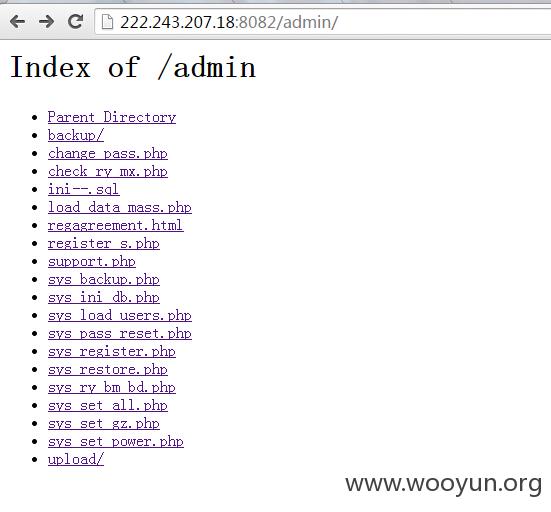 222.243.207.18:8082/admin/
Index of /admin
Parent Directory
backup/
change_pass.php
check_ry_mx.php
ini--.sql
load_data_mass.php
regagreement.html
register_s.php
support.php
sys_backup.php
sys_ini_db.php
sys_load_users.php
sys_pass_reset.php
sys_register.php
sys_restore.php
sys_ry_bm_bd.php
sys_set_all.php
sys_set_gz.php
sys_set_power.php
upload/
www.wooyun.org